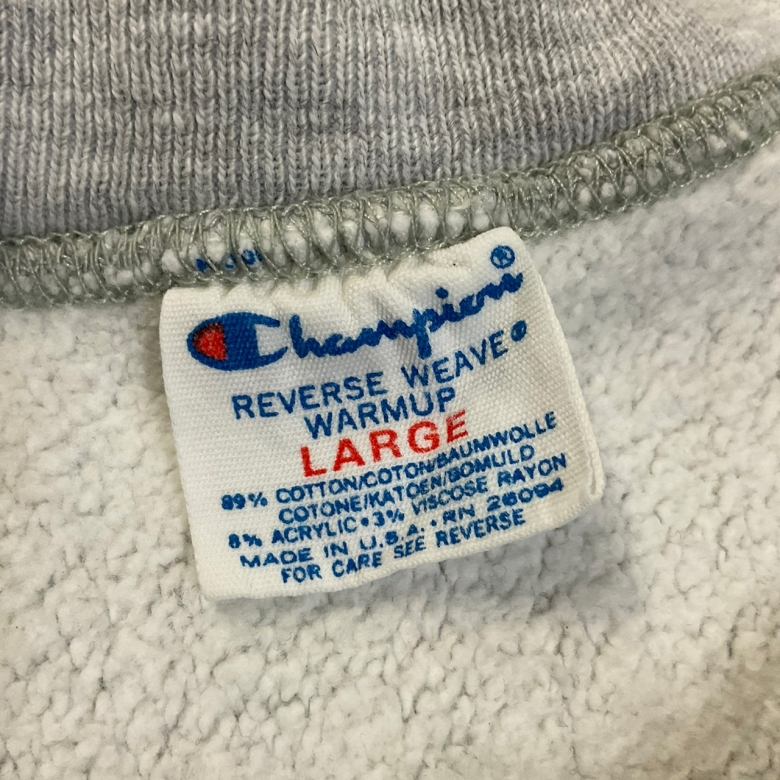 Champion®
REVERSE WEAVE®
WARMUP
LARGE
89% COTTON/COTON/BAUMWOLLE
COTONE/KATOEN/BOMULD
8% ACRYLIC • 3% VISCOSE RAYON
MADE IN U.S.A. • RN 26094
FOR CARE SEE REVERSE